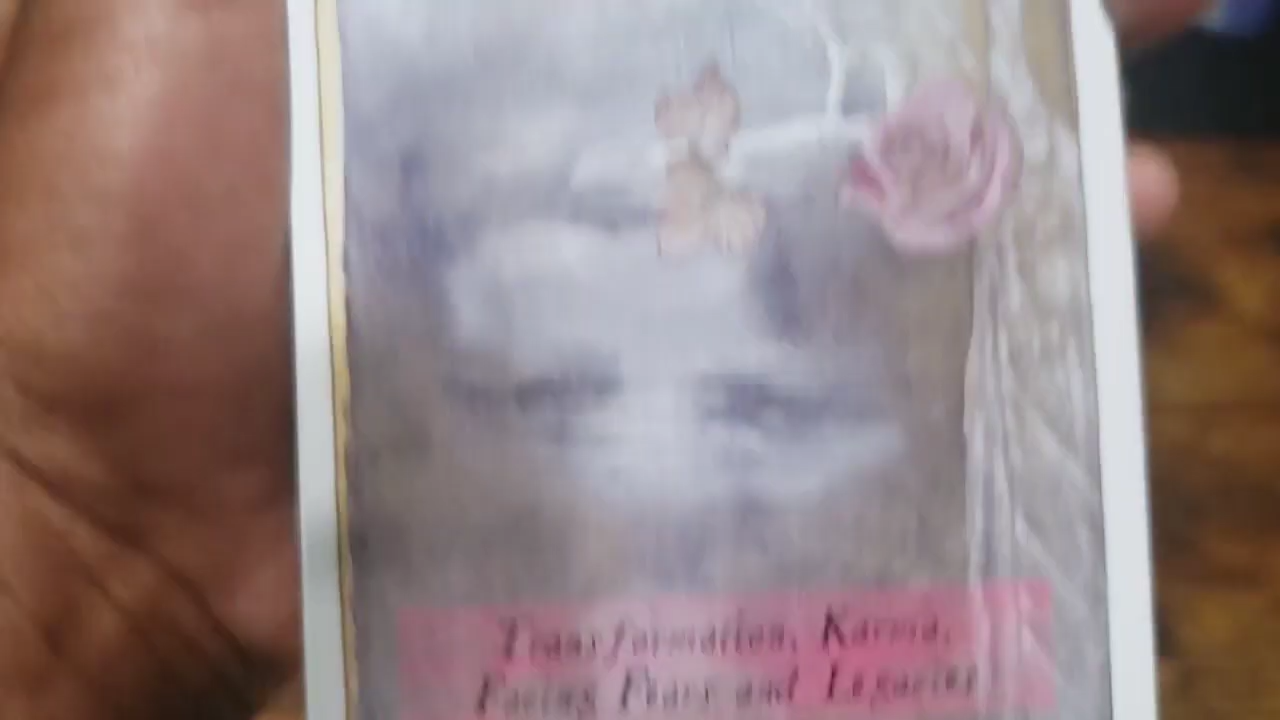 Transformation, Karma,
Facing Fears and Legacies